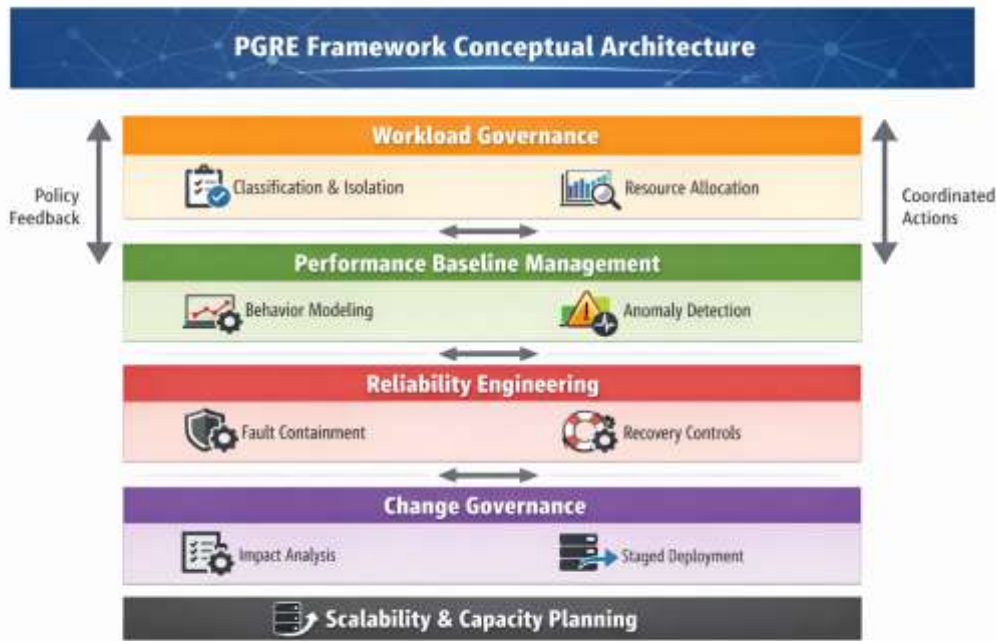 PGRE Framework Conceptual Architecture
Workload Governance
Classification & Isolation
Resource Allocation
Policy
Feedback
Coordinated
Actions
Performance Baseline Management
Behavior Modeling
Anomaly Detection
Reliability Engineering
Fault Containment
Recovery Controls
Change Governance
Impact Analysis
Staged Deployment
Scalability & Capacity Planning